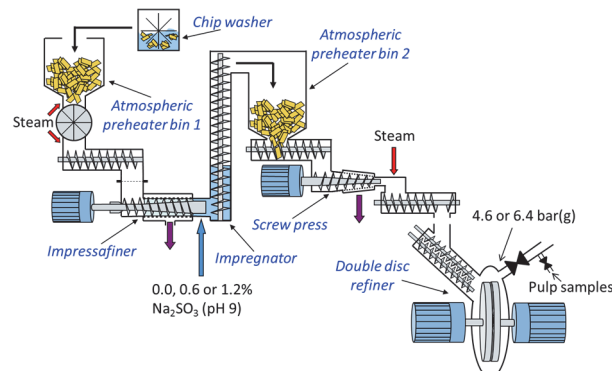 Chip washer
Atmospheric
preheater bin 2
Atmospheric
preheater bin 1
Steam
Steam
Screw press
4.6 or 6.4 bar(g)
Impressafiner
Impregnator
Double disc
refiner
Pulp samples
0.0, 0.6 or 1.2%
Na₂SO₃ (pH 9)